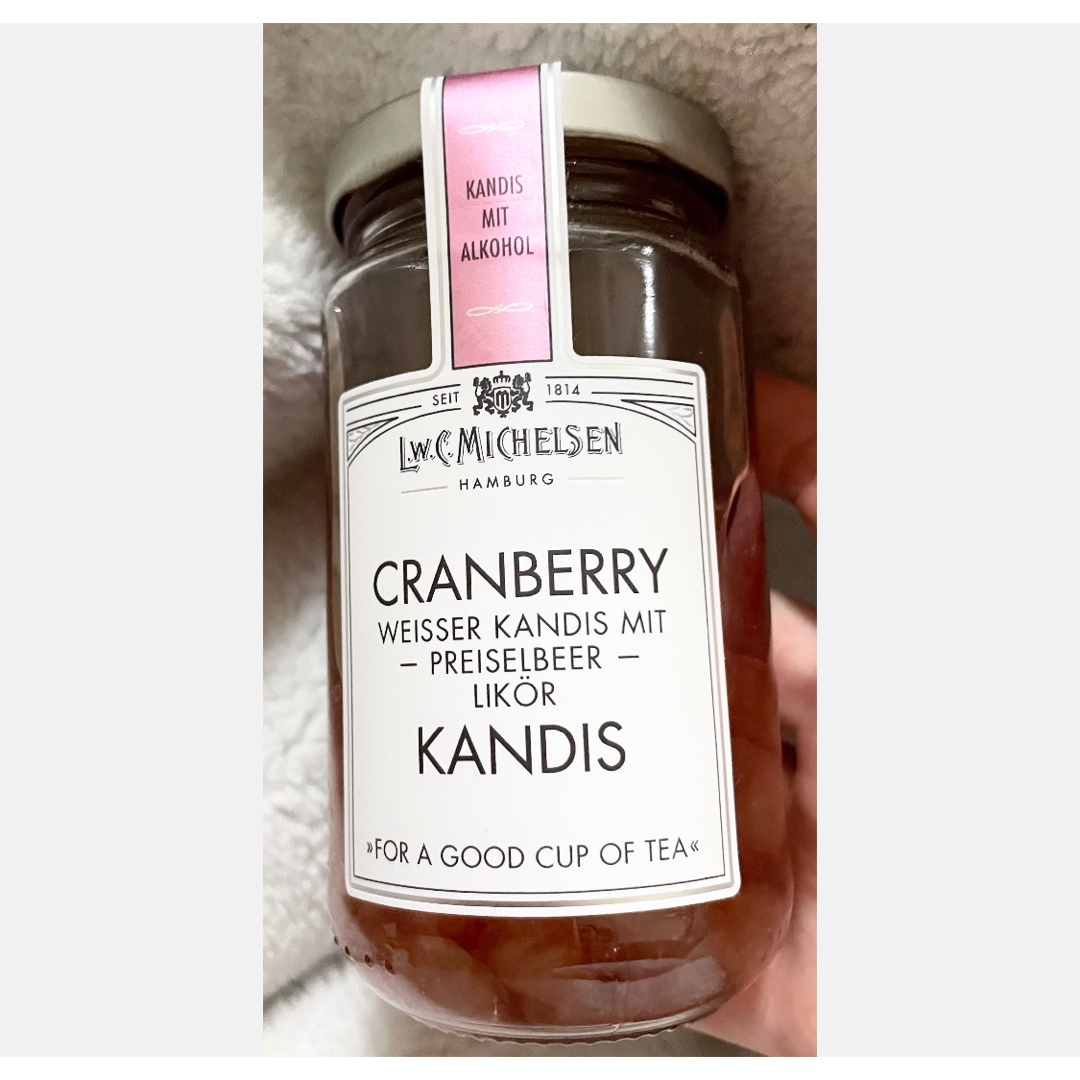 KANDIS
MIT
ALKOHOL
SEIT 1814
L.W.C. MICHELSEN
HAMBURG
CRANBERRY
WEISSER KANDIS MIT
– PREISELBEER –
LIKÖR
KANDIS
»FOR A GOOD CUP OF TEA«